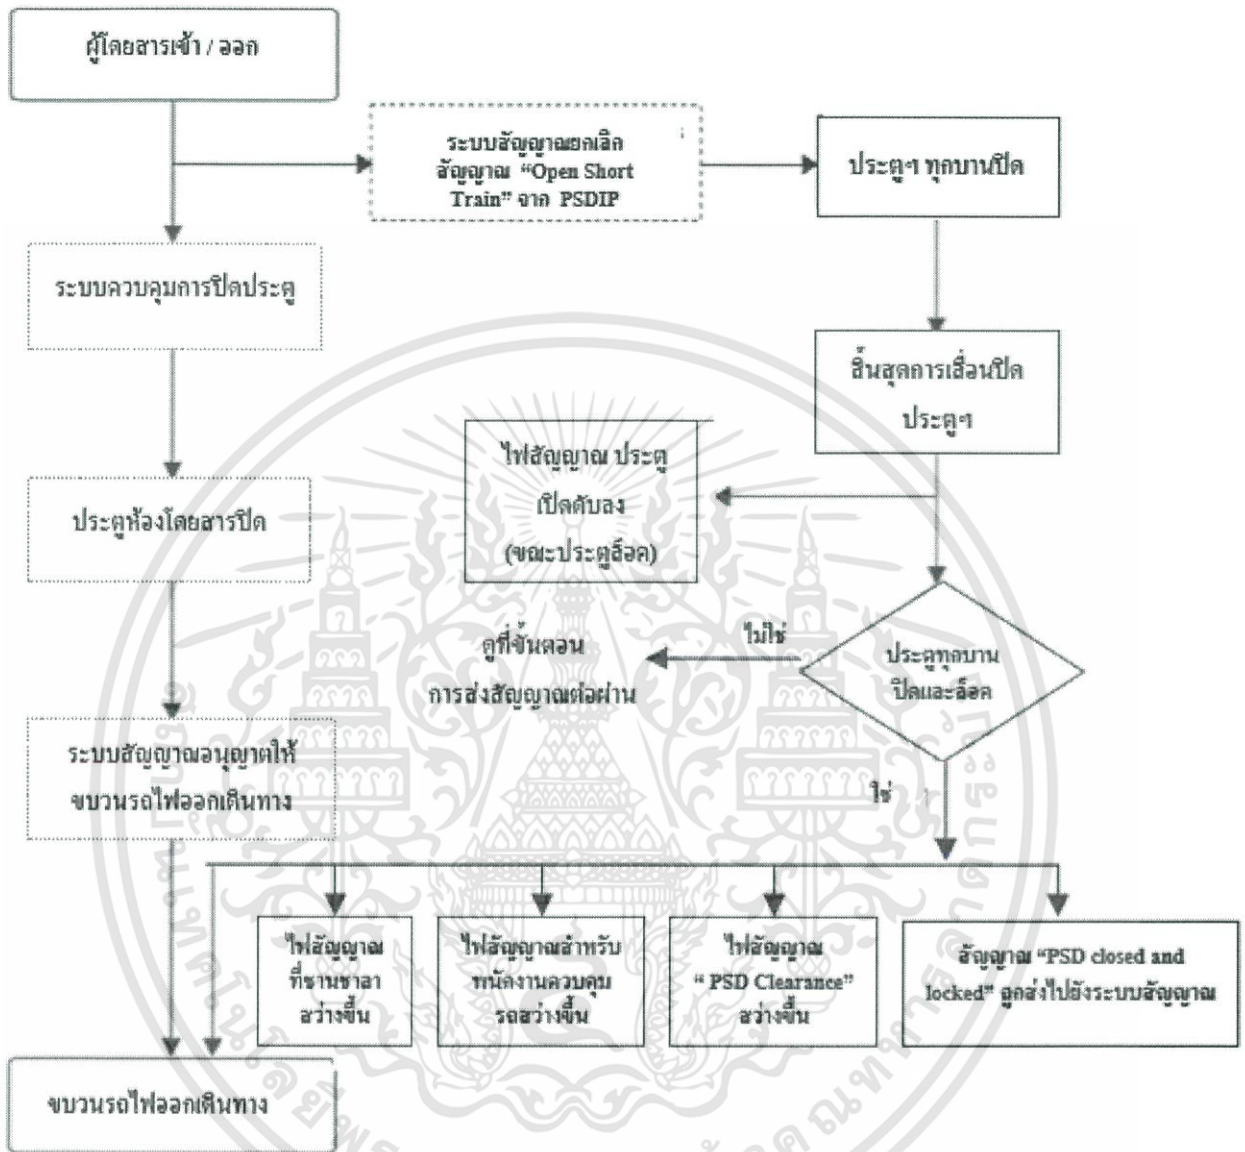 ผู้โดยสารเข้า / ออก
ระบบสัญญาณยกเลิก
สัญญาณ “Open Short
Train” จาก PSDIP
ประตูฯ ทุกบานปิด
ระบบควบคุมการปิดประตู
สิ้นสุดการเลื่อนปิด
ประตูฯ
ไฟสัญญาณ ประตู
เปิดดับลง
(ขณะประตูล็อค)
ประตูห้องโดยสารปิด
ดูที่ขั้นตอน
การส่งสัญญาณต่อผ่าน
ไม่ใช่
ประตูทุกบาน
ปิดและล็อค
ระบบสัญญาณอนุญาตให้
ขบวนรถไฟออกเดินทาง
ใช่
ไฟสัญญาณ
ที่ชานชาลา
สว่างขึ้น
ไฟสัญญาณสำหรับ
พนักงานควบคุม
รถสว่างขึ้น
ไฟสัญญาณ
“ PSD Clearance”
สว่างขึ้น
สัญญาณ “PSD closed and
locked” ถูกส่งไปยังระบบสัญญาณ
ขบวนรถไฟออกเดินทาง